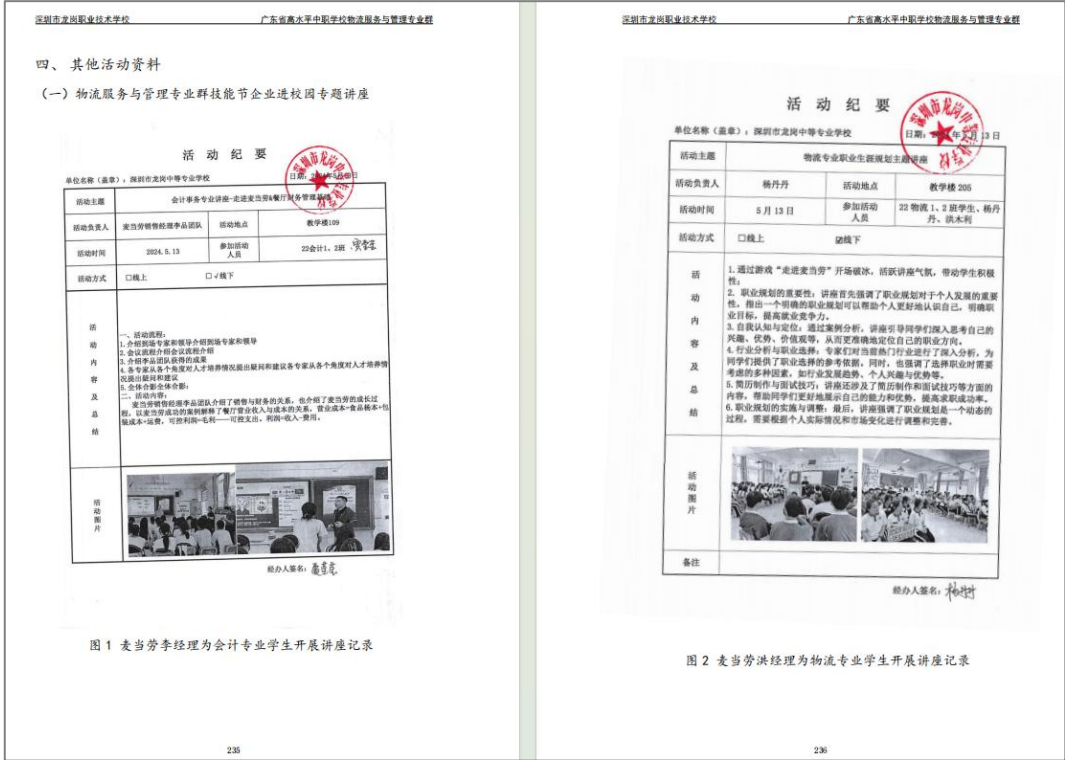 深圳市龙岗职业技术学校 广东省高水平中职学校物流服务与管理专业群
四、 其他活动资料
（一）物流服务与管理专业群技能节企业进校园专题讲座
活 动 纪 要
单位名称（盖章）：深圳市龙岗中等专业学校 日期：
活动主题 会计事务专业讲座-走进麦当劳&餐厅财务管理
活动负责人 麦当劳销售经理李品团队 活动地点 教学楼109
活动时间 2024.5.13 参加活动人员 22会计1、2班
活动方式 □线上 □√线下
活动内容及总结
一、活动流程：
1.介绍到场专家和领导介绍到场专家和领导
2.会议流程介绍会议流程介绍
3.介绍李品团队获得的成果
4.各专家从各个角度对人才培养情况提出疑问和建议各专家从各个角度对人才培养情
况提出疑问和建议
5.全体合影全体合影；
二、活动内容：
麦当劳销售经理李品团队介绍了销售与财务的关系，也介绍了麦当劳的成长过
程，以麦当劳成功的案例解释了餐厅营业收入与成本的关系，营业成本=食品杨本+包
装成本+运费，可控利润=毛利——可控支出，利润=收入-费用。
活动图片
经办人签名：
图 1 麦当劳李经理为会计专业学生开展讲座记录
235
深圳市龙岗职业技术学校 广东省高水平中职学校物流服务与管理专业群
活 动 纪 要
单位名称（盖章）：深圳市龙岗中等专业学校 日期： 年5月 13日
活动主题 物流专业职业生涯规划主题讲座
活动负责人 杨丹丹 活动地点 教学楼 205
活动时间 5 月 13 日 参加活动人员 22 物流 1、2 班学生、杨丹丹、洪木利
活动方式 □线上 ☑线下
活动内容及总结
1.通过游戏“走进麦当劳”开场破冰，活跃讲座气氛，带动学生积极
性；
2. 职业规划的重要性：讲座首先强调了职业规划对于个人发展的重要
性，指出一个明确的职业规划可以帮助个人更好地认识自己，明确职
业目标，提高就业竞争力。
3.自我认知与定位：通过案例分析，讲座引导同学们深入思考自己的
兴趣、优势、价值观等，从而更准确地定位自己的职业方向。
4.行业分析与职业选择：专家们对当前热门行业进行了深入分析，为
同学们提供了职业选择的参考依据。同时，也强调了选择职业时需要
考虑的多种因素，如行业发展趋势、个人兴趣与优势等。
5.简历制作与面试技巧：讲座还涉及了简历制作和面试技巧等方面的
内容，帮助同学们更好地展示自己的能力和优势，提高求职成功率。
6.职业规划的实施与调整：最后，讲座强调了职业规划是一个动态的
过程，需要根据个人实际情况和市场变化进行调整和完善。
活动图片
备注
经办人签名：杨丹丹
图 2 麦当劳洪经理为物流专业学生开展讲座记录
236